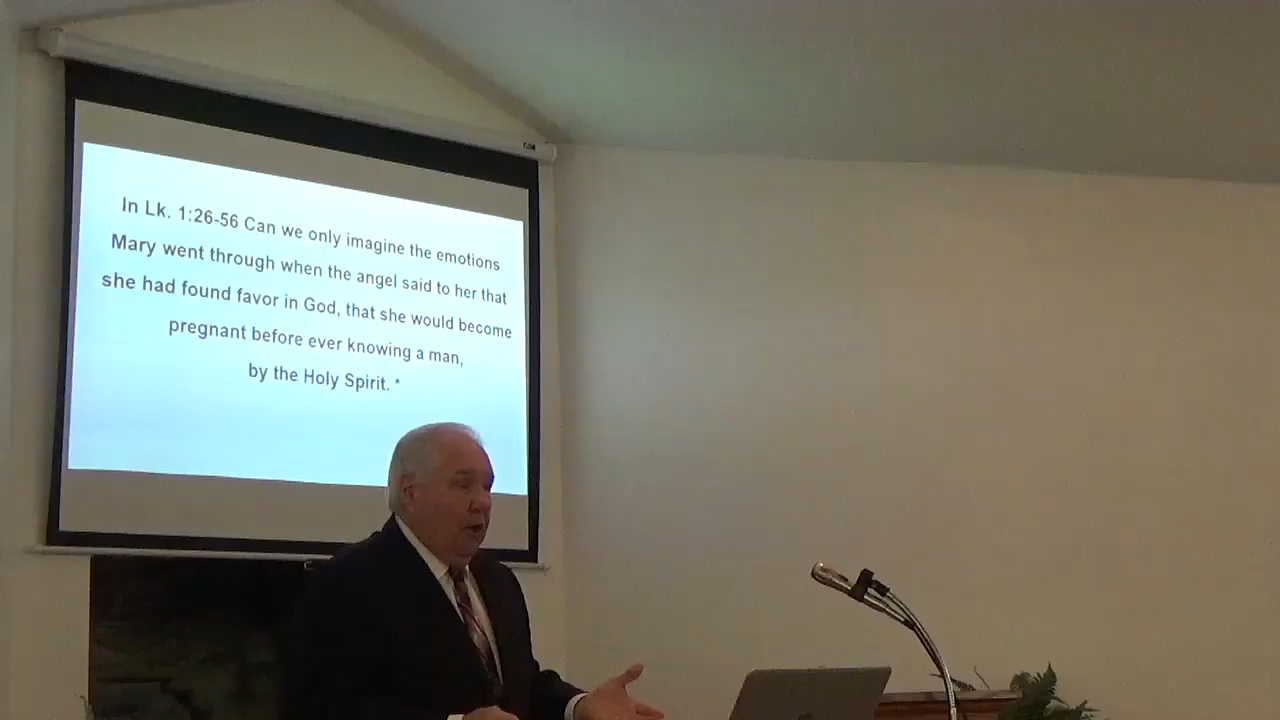 In Lk. 1:26-56 Can we only imagine the emotions
Mary went through when the angel said to her that
she had found favor in God, that she would become
pregnant before ever knowing a man,
by the Holy Spirit. *